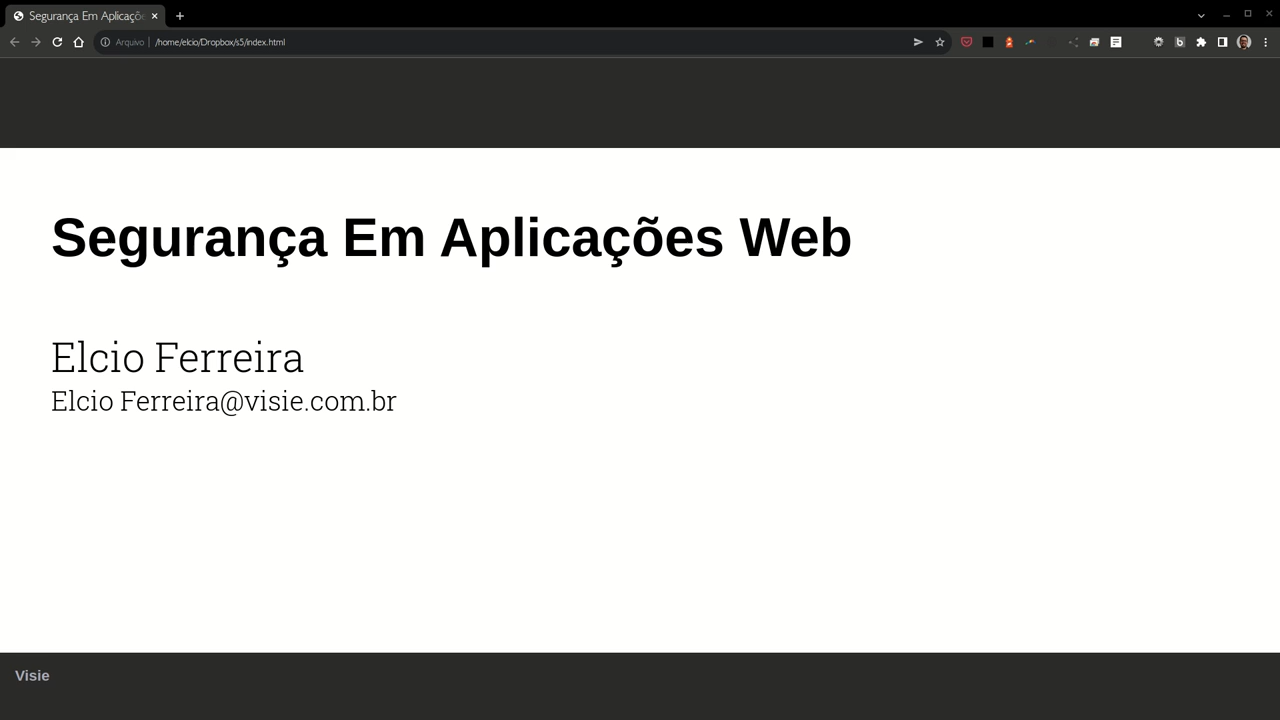 Segurança Em Aplicaçõe
Arquivo | /home/elcio/Dropbox/s5/index.html
Segurança Em Aplicações Web
Elcio Ferreira
Elcio Ferreira@visie.com.br
Visie